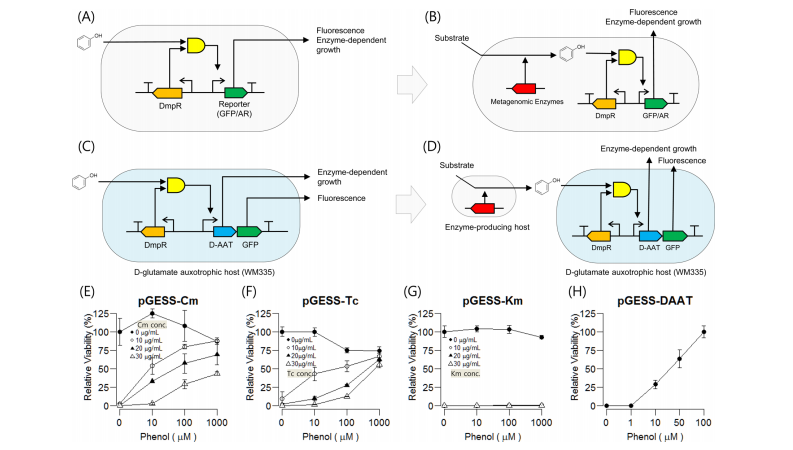 (A)
OH
DmpR
Reporter
(GFP/AR)
Fluorescence
Enzyme-dependent
growth
(B)
Fluorescence
Enzyme-dependent growth
Substrate
OH
Metagenomic Enzymes
DmpR
GFP/AR
(C)
OH
DmpR
D-AAT
GFP
Enzyme-dependent
growth
Fluorescence
D-glutamate auxotrophic host (WM335)
(D)
Enzyme-dependent growth
Fluorescence
Substrate
OH
Enzyme-producing host
DmpR
D-AAT
GFP
D-glutamate auxotrophic host (WM335)
(E)
pGESS-Cm
Relative Viability (%)
125
100
75
50
25
0
Cm conc.
0 μg/mL
10 μg/mL
20 μg/mL
30 μg/mL
0 10 100 1000
Phenol ( μM )
(F)
pGESS-Tc
Relative Viability (%)
125
100
75
50
25
0
0μg/mL
10μg/mL
20μg/mL
30μg/mL
Tc conc.
0 10 100 1000
Phenol ( μM )
(G)
pGESS-Km
Relative Viability (%)
125
100
75
50
25
0
0 μg/mL
10 μg/mL
20 μg/mL
30 μg/mL
Km conc.
0 10 100 1000
Phenol ( μM )
(H)
pGESS-DAAT
Relative Viability (%)
125
100
75
50
25
0
0 1 10 50 100
Phenol ( μM )